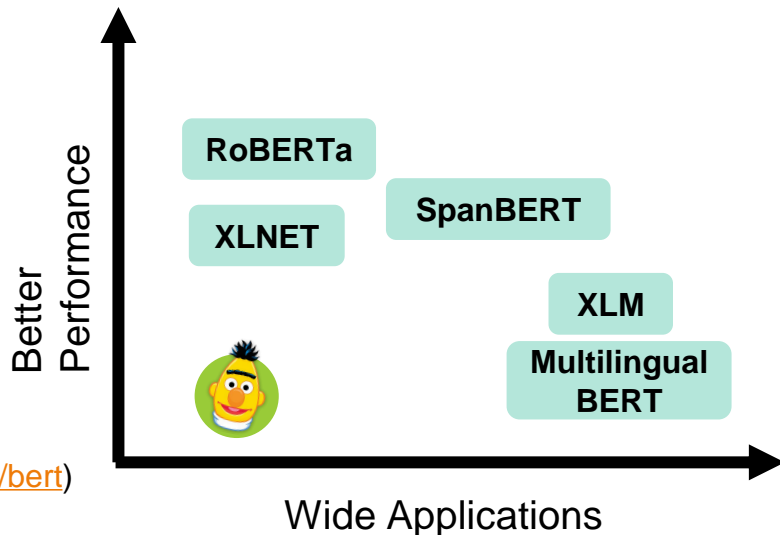 RoBERTa
SpanBERT
XLNET
XLM
Multilingual
BERT
Better
Performance
/bert)
Wide Applications